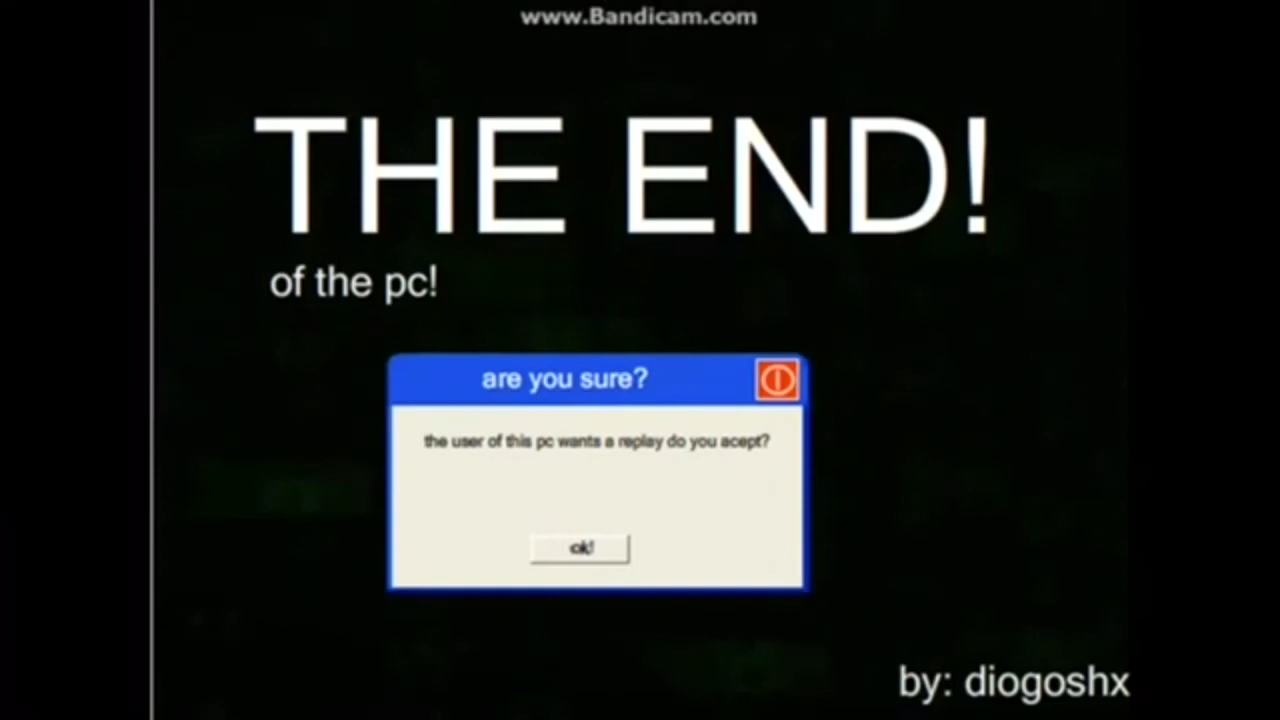 www.Bandicam.com
THE END!
of the pc!
are you sure?
the user of this pc wants a replay do you acept?
ok!
by: diogoshx